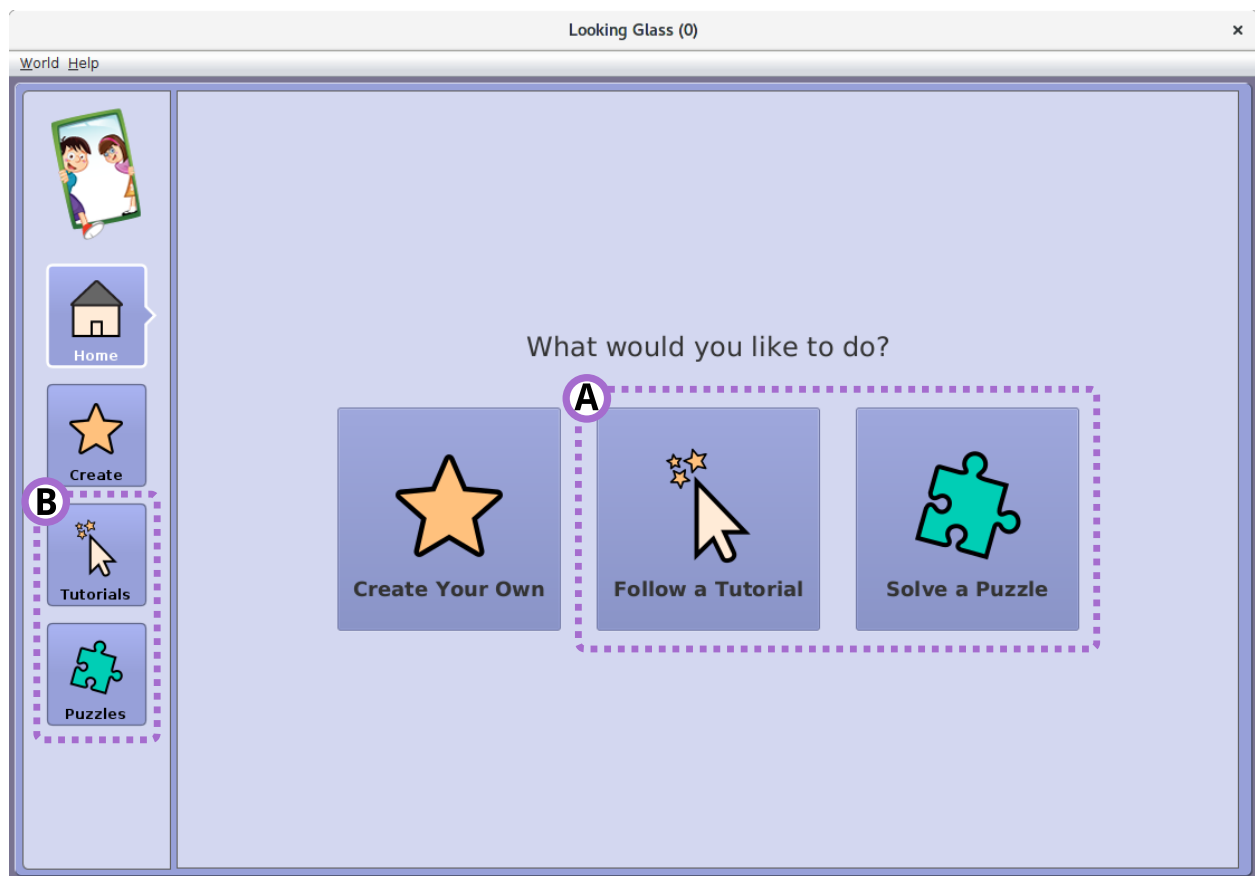 Looking Glass (0)
×
World Help
Home
Create
B
Tutorials
Puzzles
What would you like to do?
A
Create Your Own
Follow a Tutorial
Solve a Puzzle